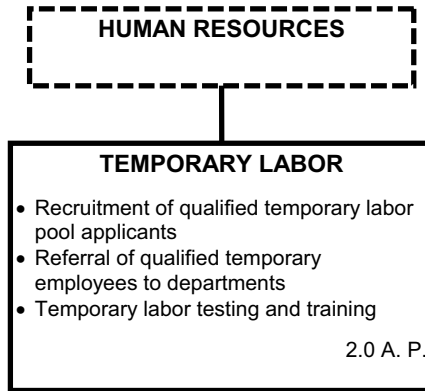 HUMAN RESOURCES
TEMPORARY LABOR
• Recruitment of qualified temporary labor
pool applicants
• Referral of qualified temporary
employees to departments
• Temporary labor testing and training
2.0 A. P.